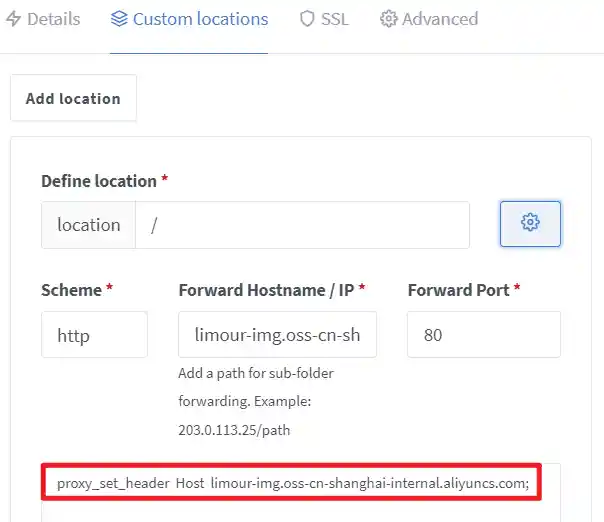 Details Custom locations SSL Advanced
Add location
Define location *
location /
Scheme * Forward Hostname / IP * Forward Port *
http limour-img.oss-cn-sh 80
Add a path for sub-folder
forwarding. Example:
203.0.113.25/path
proxy_set_header Host limour-img.oss-cn-shanghai-internal.aliyuncs.com;